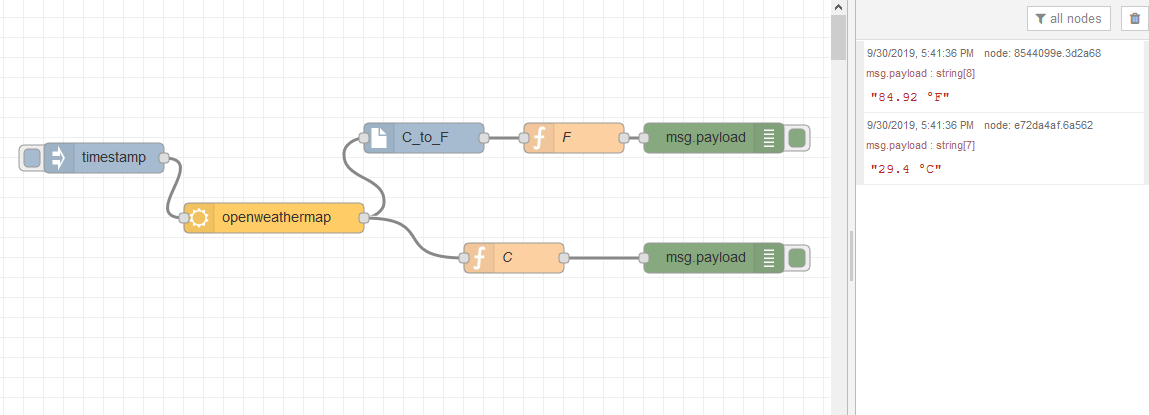 all nodes
9/30/2019, 5:41:36 PM node: 8544099e.3d2a68
msg.payload : string[8]
"84.92 °F"
9/30/2019, 5:41:36 PM node: e72da4af.6a562
msg.payload : string[7]
"29.4 °C"
C_to_F
F
msg.payload
timestamp
openweathermap
C
msg.payload